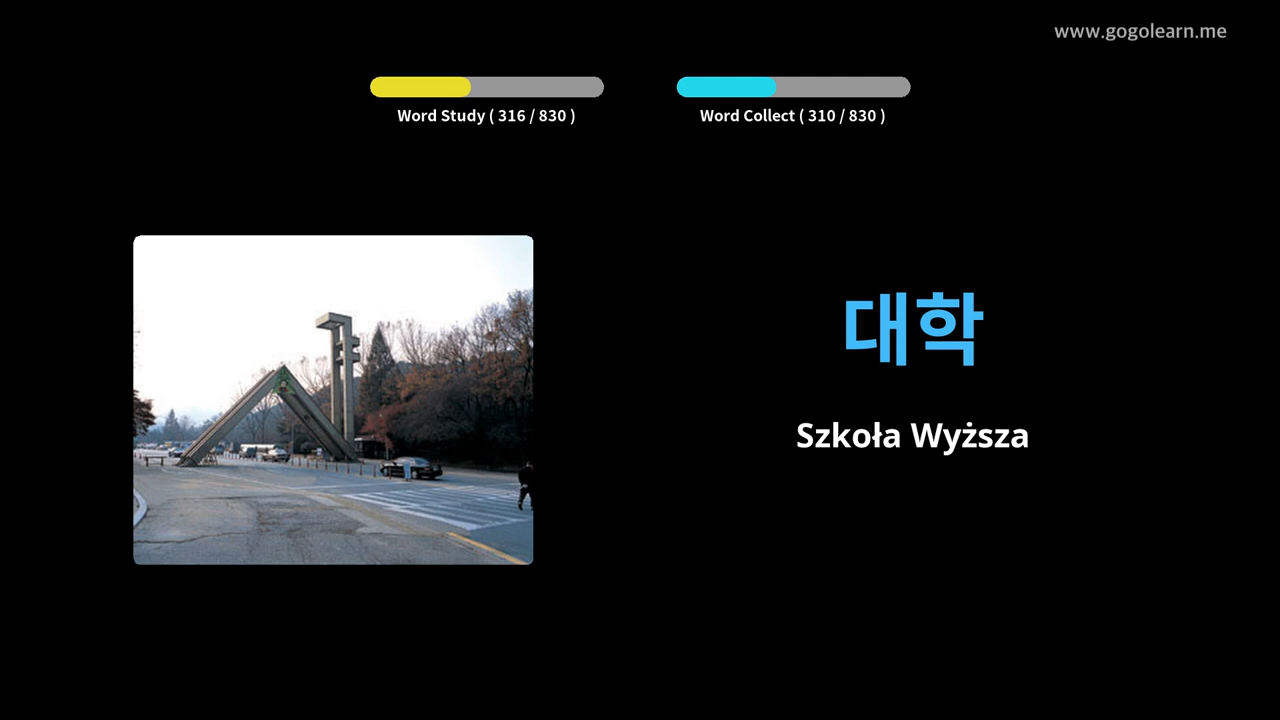 www.gogolearn.me
Word Study ( 316 / 830 )
Word Collect ( 310 / 830 )
대학
Szkoła Wyższa